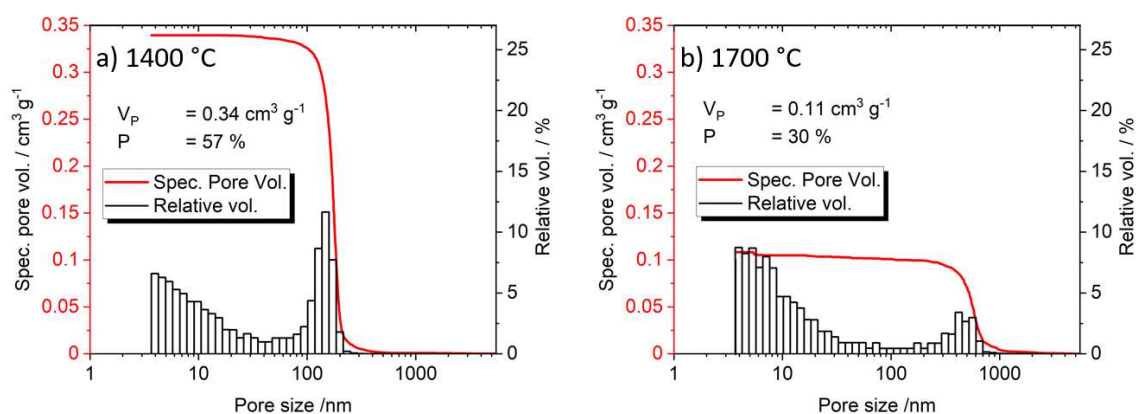 a) 1400 °C
V_P = 0.34 cm³ g⁻¹
P = 57 %
Spec. Pore Vol.
Relative vol.
Spec. pore vol. / cm³ g⁻¹
0.35
0.3
0.25
0.2
0.15
0.1
0.05
0
Relative vol. / %
25
20
15
10
5
0
1
10
100
1000
Pore size /nm
b) 1700 °C
V_P = 0.11 cm³ g⁻¹
P = 30 %
Spec. Pore Vol.
Relative vol.
Spec. pore vol. / cm³ g⁻¹
0.35
0.3
0.25
0.2
0.15
0.1
0.05
0
Relative vol. / %
25
20
15
10
5
0
1
10
100
1000
Pore size /nm